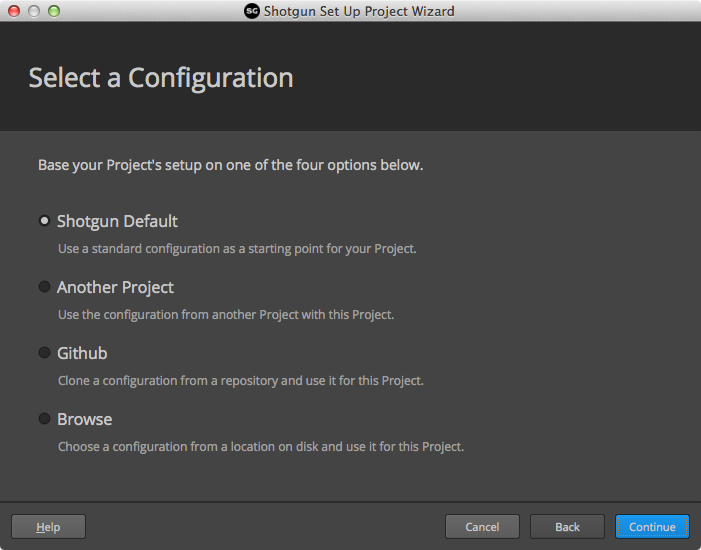 SG Shotgun Set Up Project Wizard
Select a Configuration
Base your Project's setup on one of the four options below.
Shotgun Default
Use a standard configuration as a starting point for your Project.
Another Project
Use the configuration from another Project with this Project.
Github
Clone a configuration from a repository and use it for this Project.
Browse
Choose a configuration from a location on disk and use it for this Project.
Help Cancel Back Continue